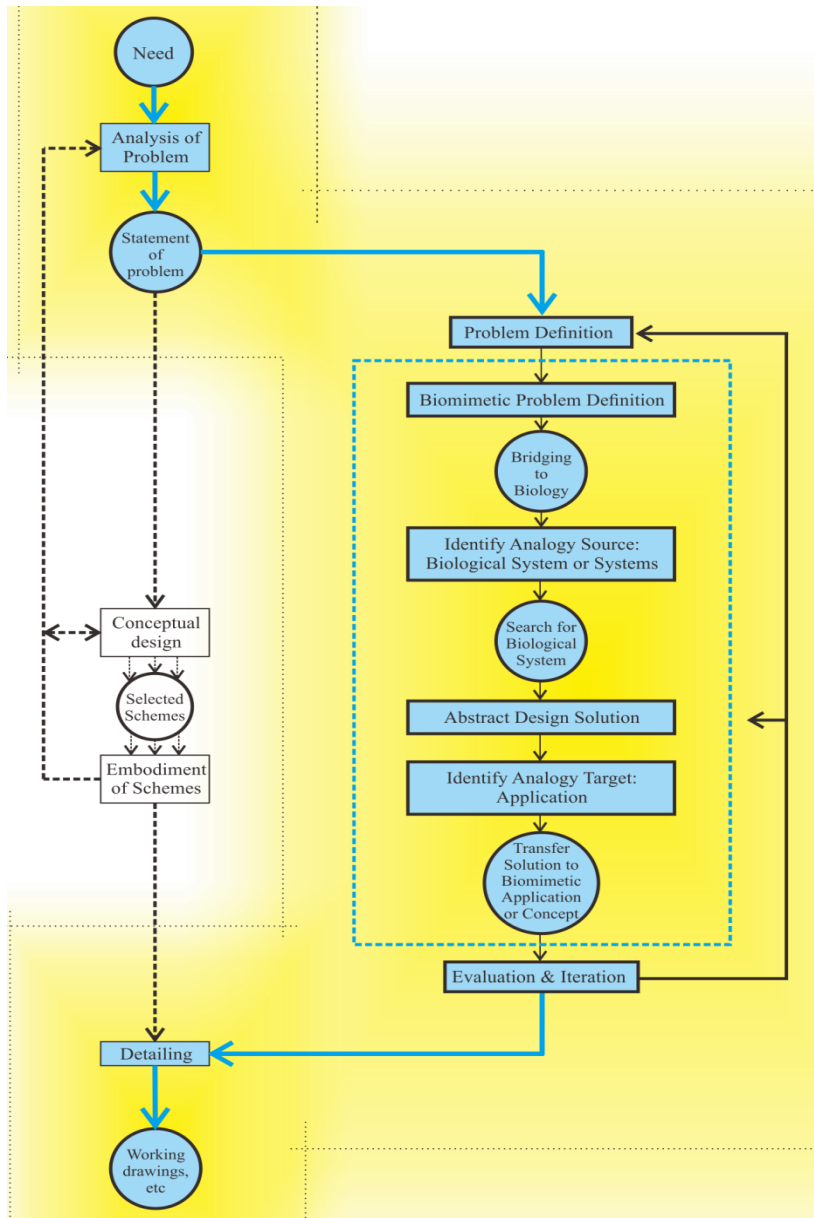 Need
Analysis of
Problem
Statement
of
problem
Problem Definition
Biomimetic Problem Definition
Bridging
to
Biology
Identify Analogy Source:
Biological System or Systems
Conceptual
design
Search for
Biological
System
Selected
Schemes
Abstract Design Solution
Embodiment
of Schemes
Identify Analogy Target:
Application
Transfer
Solution to
Biomimetic
Application
or Concept
Evaluation & Iteration
Detailing
Working
drawings,
etc